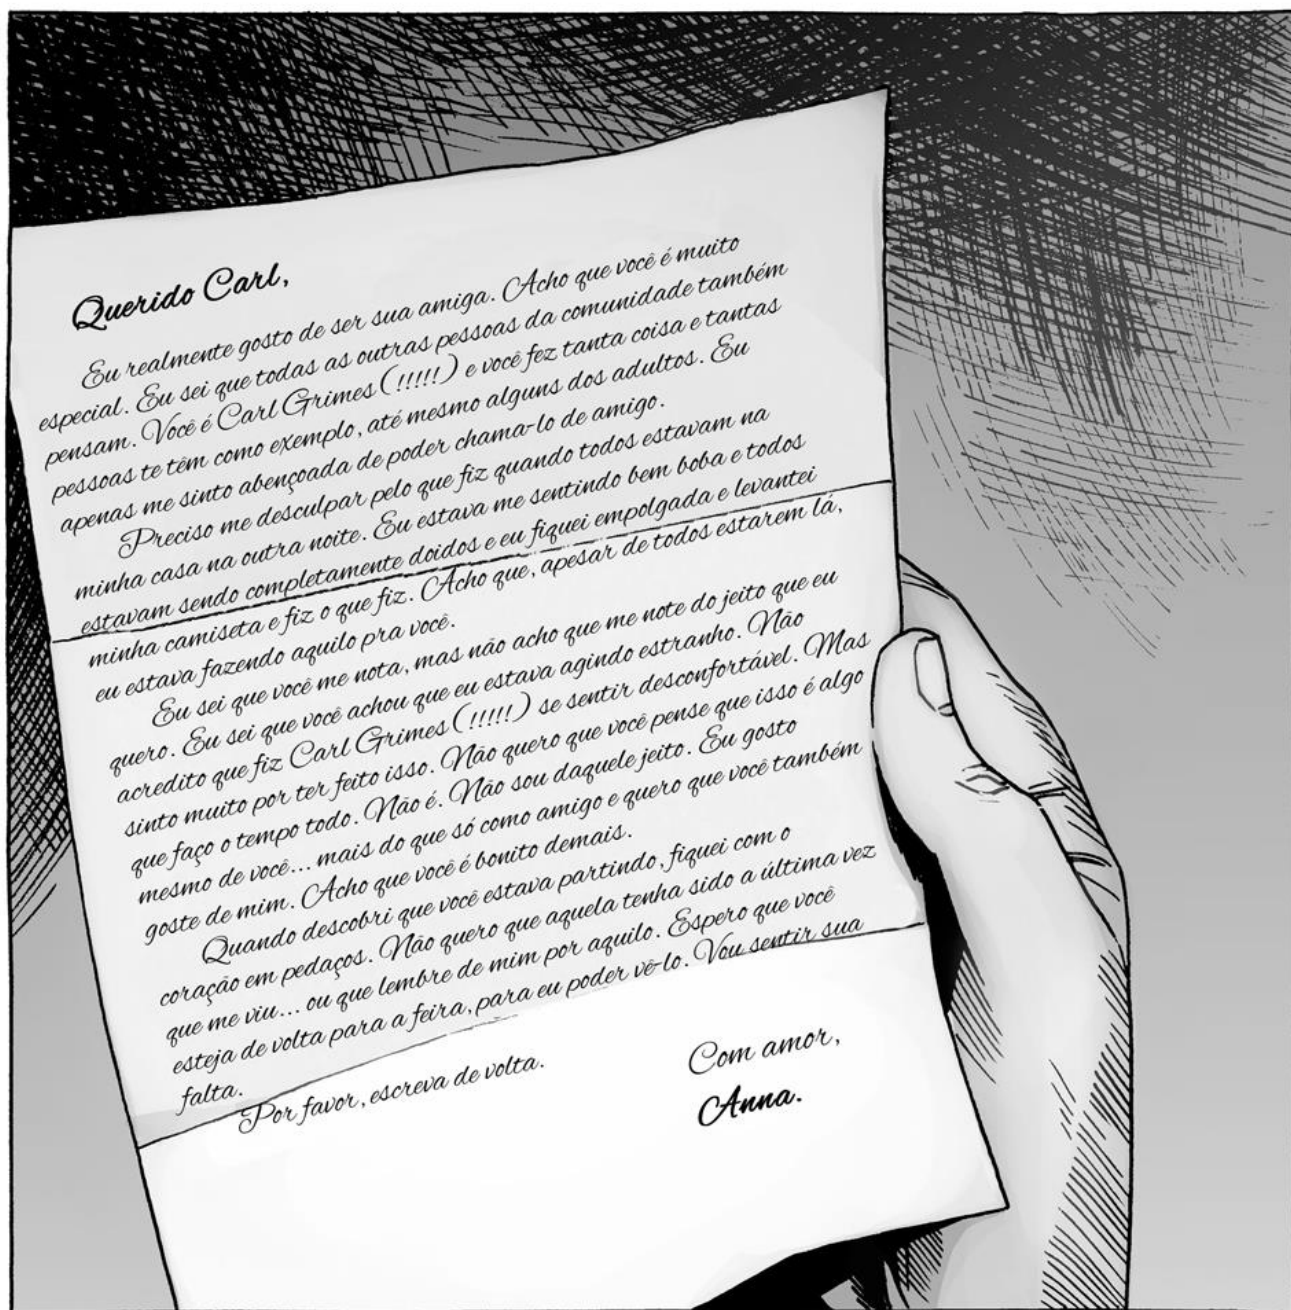 Querido Carl,
Eu realmente gosto de ser sua amiga. Acho que você é muito
especial. Eu sei que todas as outras pessoas da comunidade também
pensam. Você é Carl Grimes (!!!!!) e você fez tanta coisa e tantas
pessoas te têm como exemplo, até mesmo alguns dos adultos. Eu
apenas me sinto abençoada de poder chama-lo de amigo.
Preciso me desculpar pelo que fiz quando todos estavam na
minha casa na outra noite. Eu estava me sentindo bem boba e todos
estavam sendo completamente doidos e eu fiquei empolgada e levantei
minha camiseta e fiz o que fiz. Acho que, apesar de todos estarem lá,
eu estava fazendo aquilo pra você.
Eu sei que você me nota, mas não acho que me note do jeito que eu
quero. Eu sei que você achou que eu estava agindo estranho. Não
acredito que fiz Carl Grimes (!!!!!) se sentir desconfortável. Mas
sinto muito por ter feito isso. Não quero que você pense que isso é algo
que faço o tempo todo. Não é. Não sou daquele jeito. Eu gosto
mesmo de você... mais do que só como amigo e quero que você também
goste de mim. Acho que você é bonito demais.
Quando descobri que você estava partindo, fiquei com o
coração em pedaços. Não quero que aquela tenha sido a última vez
que me viu... ou que lembre de mim por aquilo. Espero que você
esteja de volta para a feira, para eu poder vê-lo. Vou sentir sua
falta.
Por favor, escreva de volta.
Com amor,
Anna.